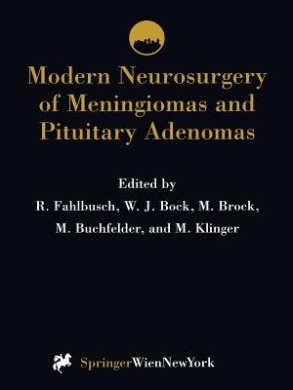 Modern Neurosurgery
of Meningiomas and
Pituitary Adenomas
Edited by
R. Fahlbusch, W. J. Bock, M. Brock,
M. Buchfelder, and M. Klinger
SpringerWienNewYork